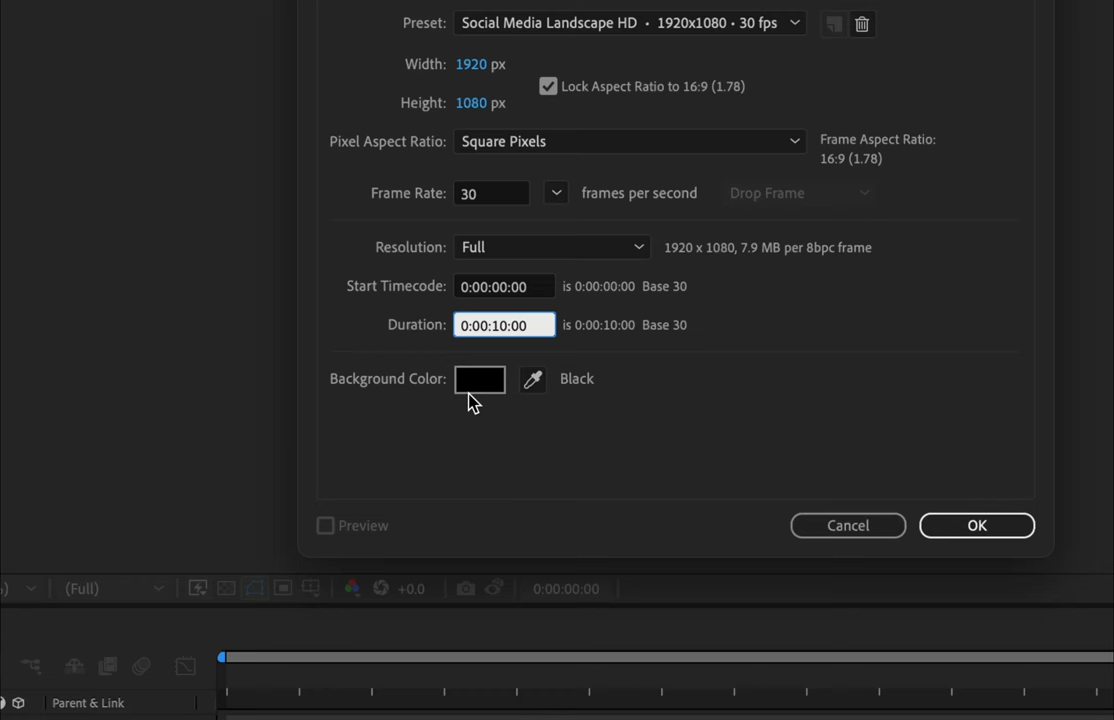 Preset: Social Media Landscape HD • 1920x1080 • 30 fps
Width: 1920 px
Lock Aspect Ratio to 16:9 (1.78)
Height: 1080 px
Pixel Aspect Ratio: Square Pixels
Frame Aspect Ratio:
16:9 (1.78)
Frame Rate: 30 frames per second Drop Frame
Resolution: Full 1920 x 1080, 7.9 MB per 8bpc frame
Start Timecode: 0:00:00:00 is 0:00:00:00 Base 30
Duration: 0:00:10:00 is 0:00:10:00 Base 30
Background Color: Black
Preview Cancel OK
(Full) +0.0 0:00:00:00
Parent & Link